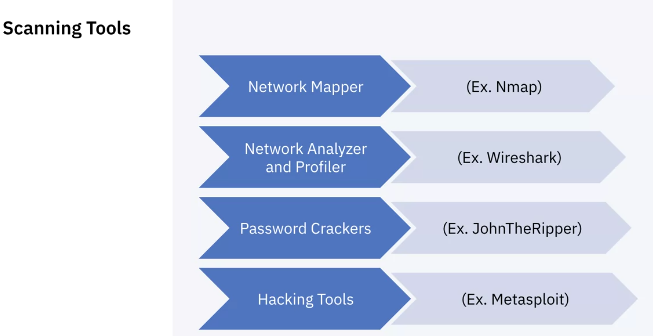 Scanning Tools
Network Mapper
(Ex. Nmap)
Network Analyzer
and Profiler
(Ex. Wireshark)
Password Crackers
(Ex. JohnTheRipper)
Hacking Tools
(Ex. Metasploit)